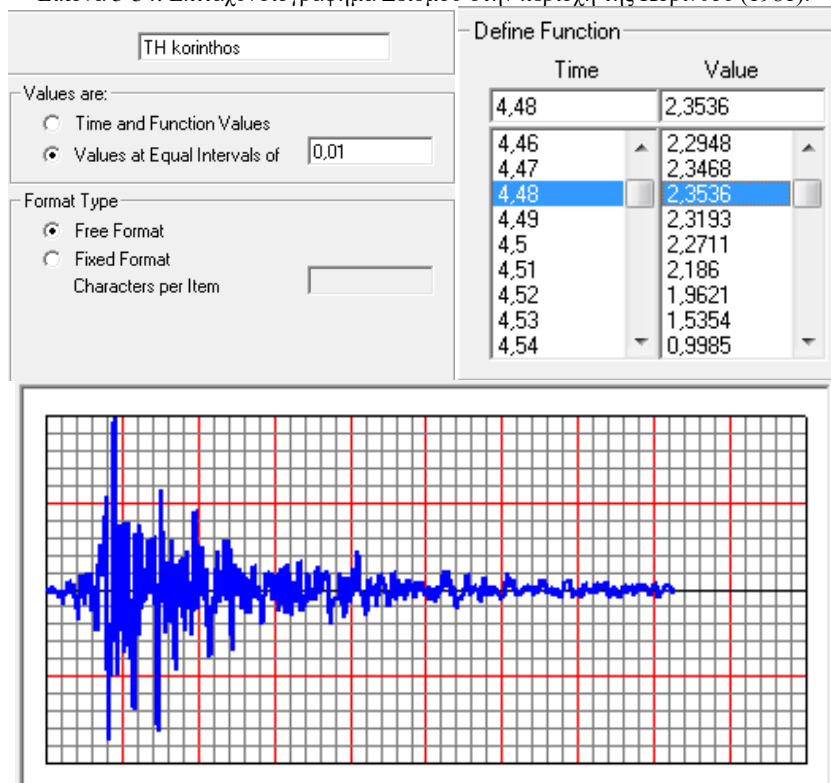 (1981).
TH korinthos
Values are:
Time and Function Values
Values at Equal Intervals of 0,01
Format Type
Free Format
Fixed Format
Characters per Item
Define Function
Time Value
4,48 2,3536
4,46 2,2948
4,47 2,3468
4,48 2,3536
4,49 2,3193
4,5 2,2711
4,51 2,186
4,52 1,9621
4,53 1,5354
4,54 0,9985